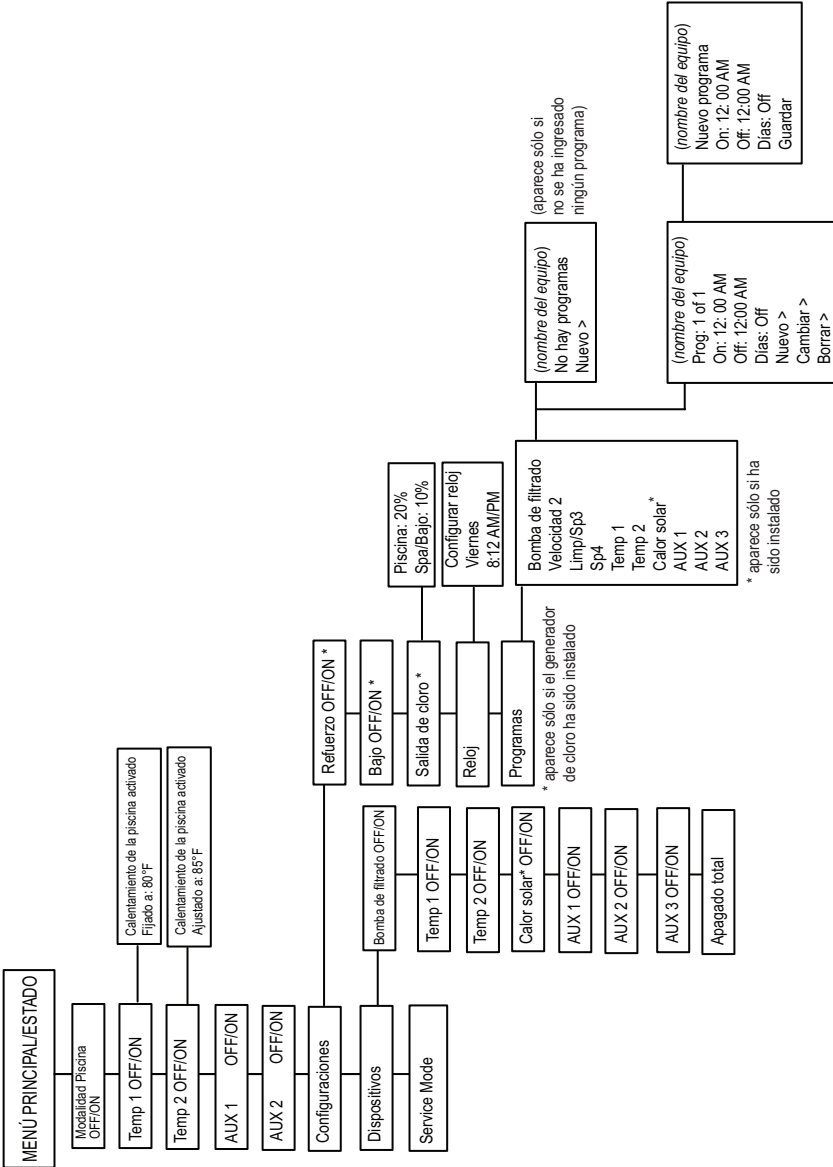 MENÚ PRINCIPAL/ESTADO
Modalidad Piscina
OFF/ON
Temp 1 OFF/ON
Calentamiento de la piscina activado
Fijado a: 80°F
Temp 2 OFF/ON
Calentamiento de la piscina activado
Ajustado a: 85°F
AUX 1 OFF/ON
AUX 2 OFF/ON
Configuraciones
Refuerzo OFF/ON *
Bajo OFF/ON *
Salida de cloro *
Piscina: 20%
Spa/Bajo: 10%
Reloj
Configurar reloj
Viernes
8:12 AM/PM
Programas
* aparece sólo si el generador
de cloro ha sido instalado
Bomba de filtrado
Velocidad 2
Limp/Sp3
Sp4
Temp 1
Temp 2
Calor solar*
AUX 1
AUX 2
AUX 3
* aparece sólo si ha
sido instalado
(nombre del equipo)
No hay programas
Nuevo >
(aparece sólo si
no se ha ingresado
ningún programa)
(nombre del equipo)
Prog: 1 of 1
On: 12: 00 AM
Off: 12:00 AM
Días: Off
Nuevo >
Cambiar >
Borrar >
(nombre del equipo)
Nuevo programa
On: 12: 00 AM
Off: 12:00 AM
Días: Off
Guardar
Dispositivos
Bomba de filtrado OFF/ON
Temp 1 OFF/ON
Temp 2 OFF/ON
Calor solar* OFF/ON
AUX 1 OFF/ON
AUX 2 OFF/ON
AUX 3 OFF/ON
Apagado total
Service Mode